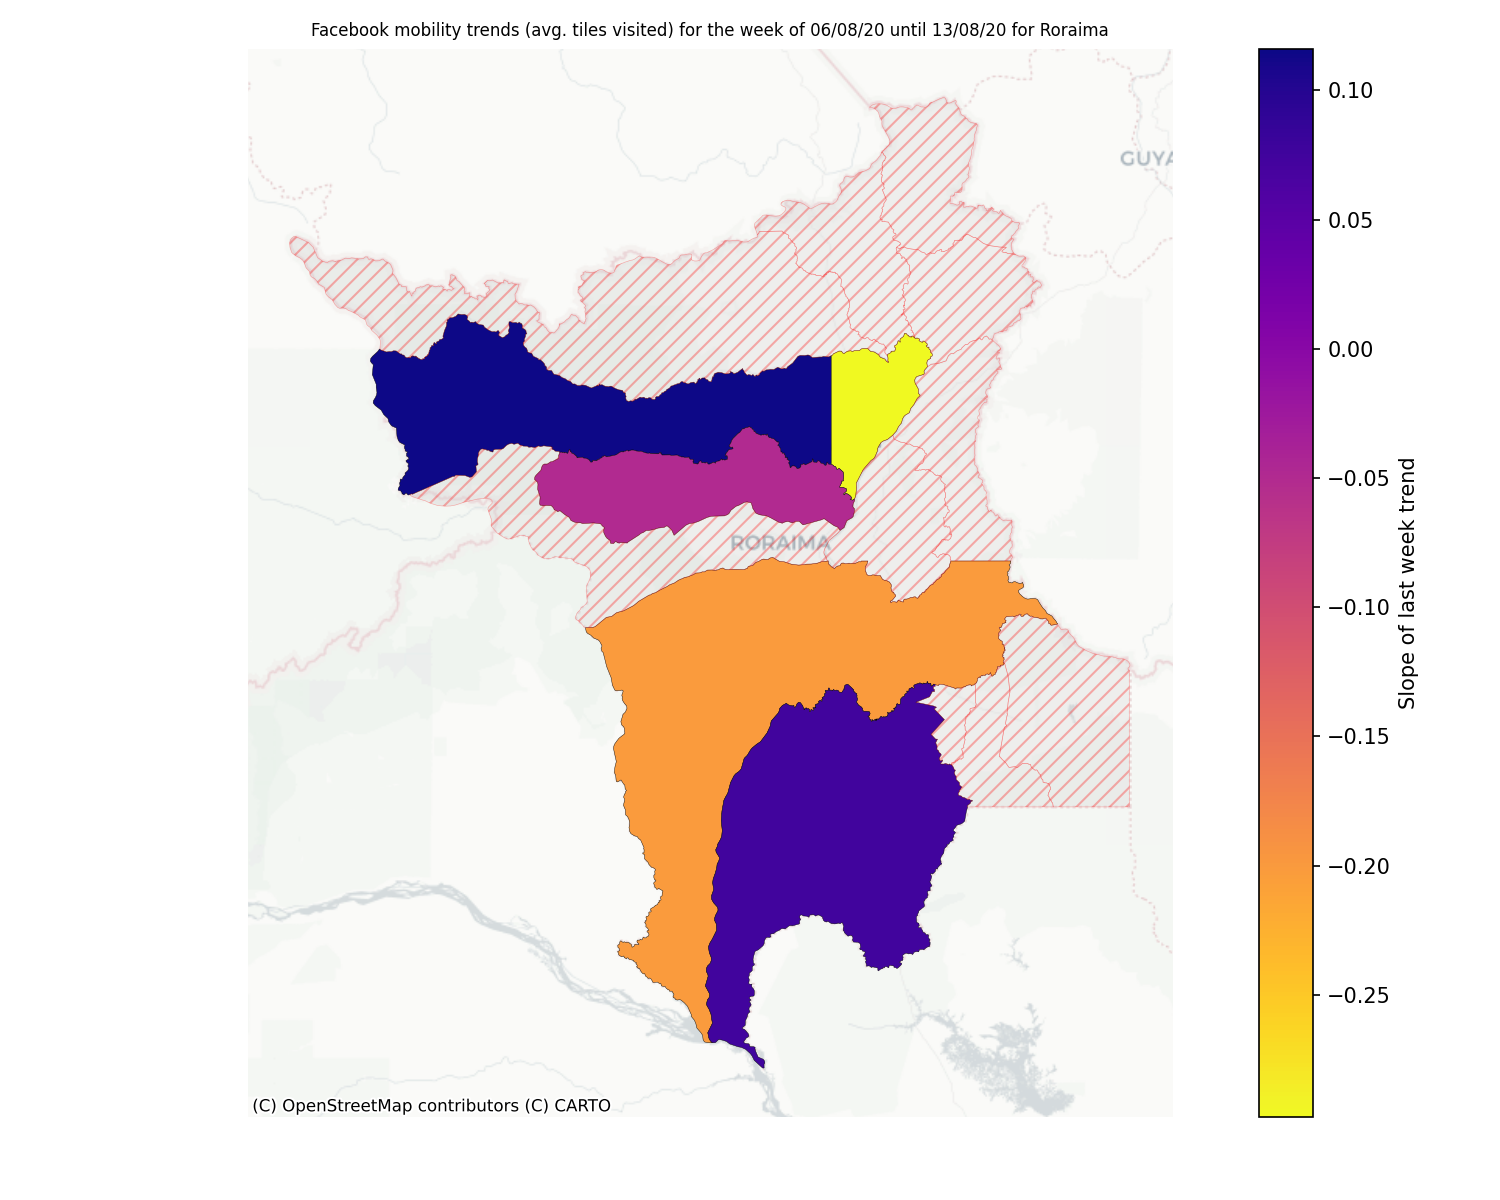 Facebook mobility trends (avg. tiles visited) for the week of 06/08/20 until 13/08/20 for Roraima
GUYA
RORAIMA
0.10
0.05
0.00
−0.05
−0.10
−0.15
−0.20
−0.25
Slope of last week trend
(C) OpenStreetMap contributors (C) CARTO